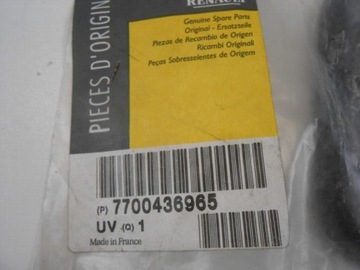 RENAULT
PIECES D'ORIGIN
Genuine Spare Parts
Original - Ersatzteile
Piezas de Recambio de Origen
Ricambi Originali
Peças Sobresselentes de Origem
(P) 7700436965
UV (Q) 1
Made in France